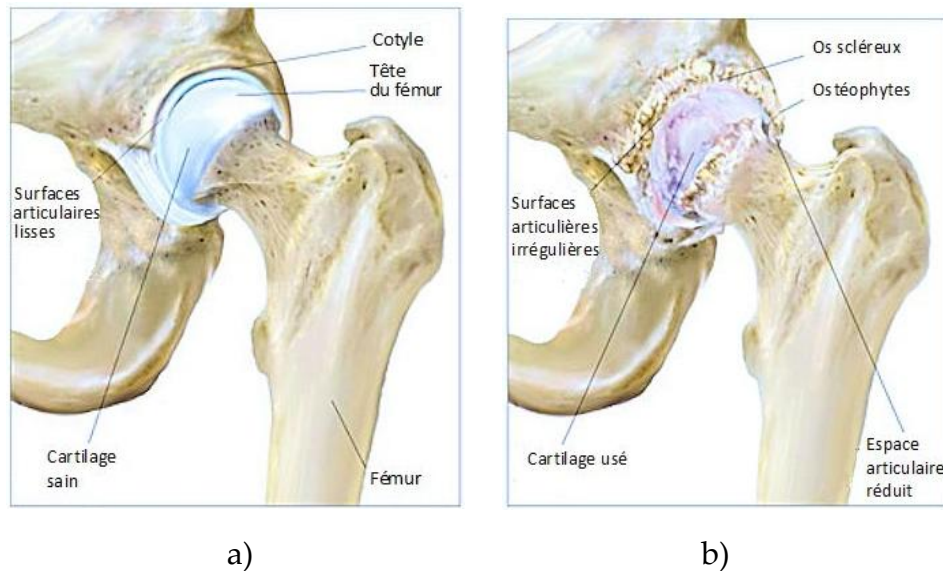 Cotyle
Tête
du fémur
Surfaces
articulaires
lisses
Cartilage
sain
Fémur
a)
Os scléreux
Ostéophytes
Surfaces
articulières
irrégulières
Cartilage usé
Espace
articulaire
réduit
b)